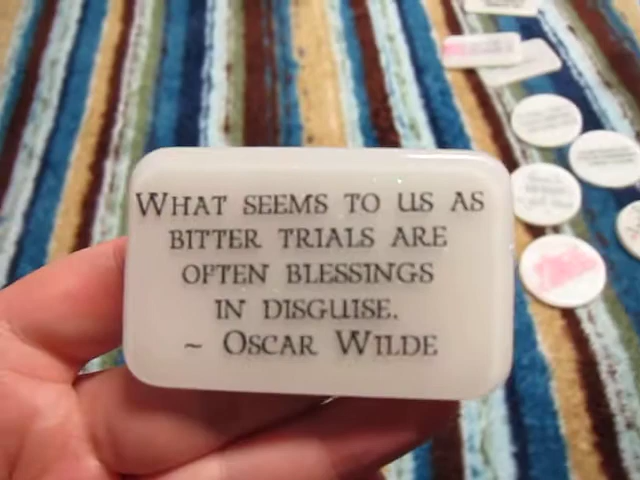 WHAT SEEMS TO US AS
BITTER TRIALS ARE
OFTEN BLESSINGS
IN DISGUISE.
~ OSCAR WILDE